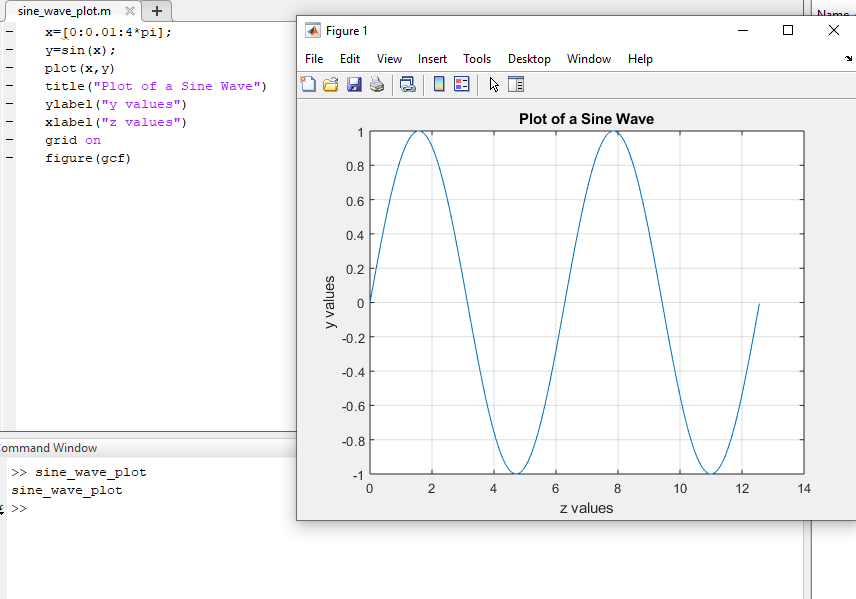 sine_wave_plot.m
x=[0:0.01:4*pi];
y=sin(x);
plot(x,y)
title("Plot of a Sine Wave")
ylabel("y values")
xlabel("z values")
grid on
figure(gcf)
Name
Figure 1
File Edit View Insert Tools Desktop Window Help
Plot of a Sine Wave
1
0.8
0.6
0.4
0.2
0
-0.2
-0.4
-0.6
-0.8
-1
y values
0 2 4 6 8 10 12 14
z values
ommand Window
>> sine_wave_plot
sine_wave_plot
>>